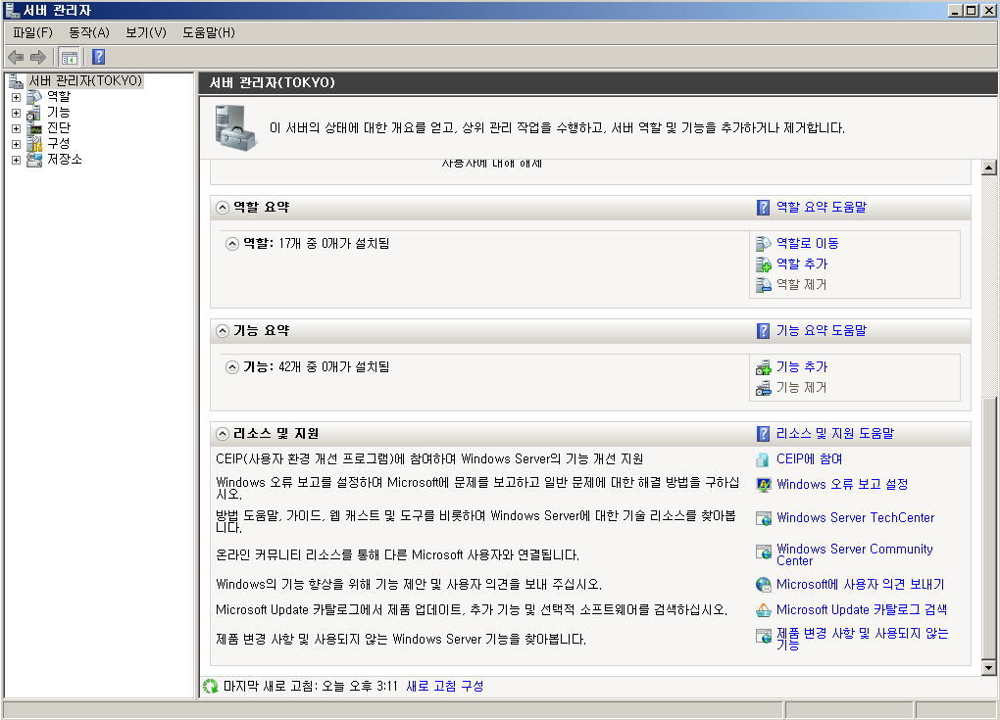 서버 관리자
파일(F) 동작(A) 보기(V) 도움말(H)
서버 관리자(TOKYO)
역할
기능
진단
구성
저장소
서버 관리자(TOKYO)
이 서버의 상태에 대한 개요를 얻고, 상위 관리 작업을 수행하고, 서버 역할 및 기능을 추가하거나 제거합니다.
역할 요약
역할 요약 도움말
역할: 17개 중 0개가 설치됨
역할로 이동
역할 추가
역할 제거
기능 요약
기능 요약 도움말
기능: 42개 중 0개가 설치됨
기능 추가
기능 제거
리소스 및 지원
리소스 및 지원 도움말
CEIP(사용자 환경 개선 프로그램)에 참여하여 Windows Server의 기능 개선 지원
CEIP에 참여
Windows 오류 보고를 설정하여 Microsoft에 문제를 보고하고 일반 문제에 대한 해결 방법을 구하십
시오.
Windows 오류 보고 설정
방법 도움말, 가이드, 웹 캐스트 및 도구를 비롯하여 Windows Server에 대한 기술 리소스를 찾아봅
니다.
Windows Server TechCenter
온라인 커뮤니티 리소스를 통해 다른 Microsoft 사용자와 연결됩니다.
Windows Server Community
Center
Windows의 기능 향상을 위해 기능 제안 및 사용자 의견을 보내 주십시오.
Microsoft에 사용자 의견 보내기
Microsoft Update 카탈로그에서 제품 업데이트, 추가 기능 및 선택적 소프트웨어를 검색하십시오.
Microsoft Update 카탈로그 검색
제품 변경 사항 및 사용되지 않는 Windows Server 기능을 찾아봅니다.
제품 변경 사항 및 사용되지 않는
기능
마지막 새로 고침: 오늘 오후 3:11 새로 고침 구성